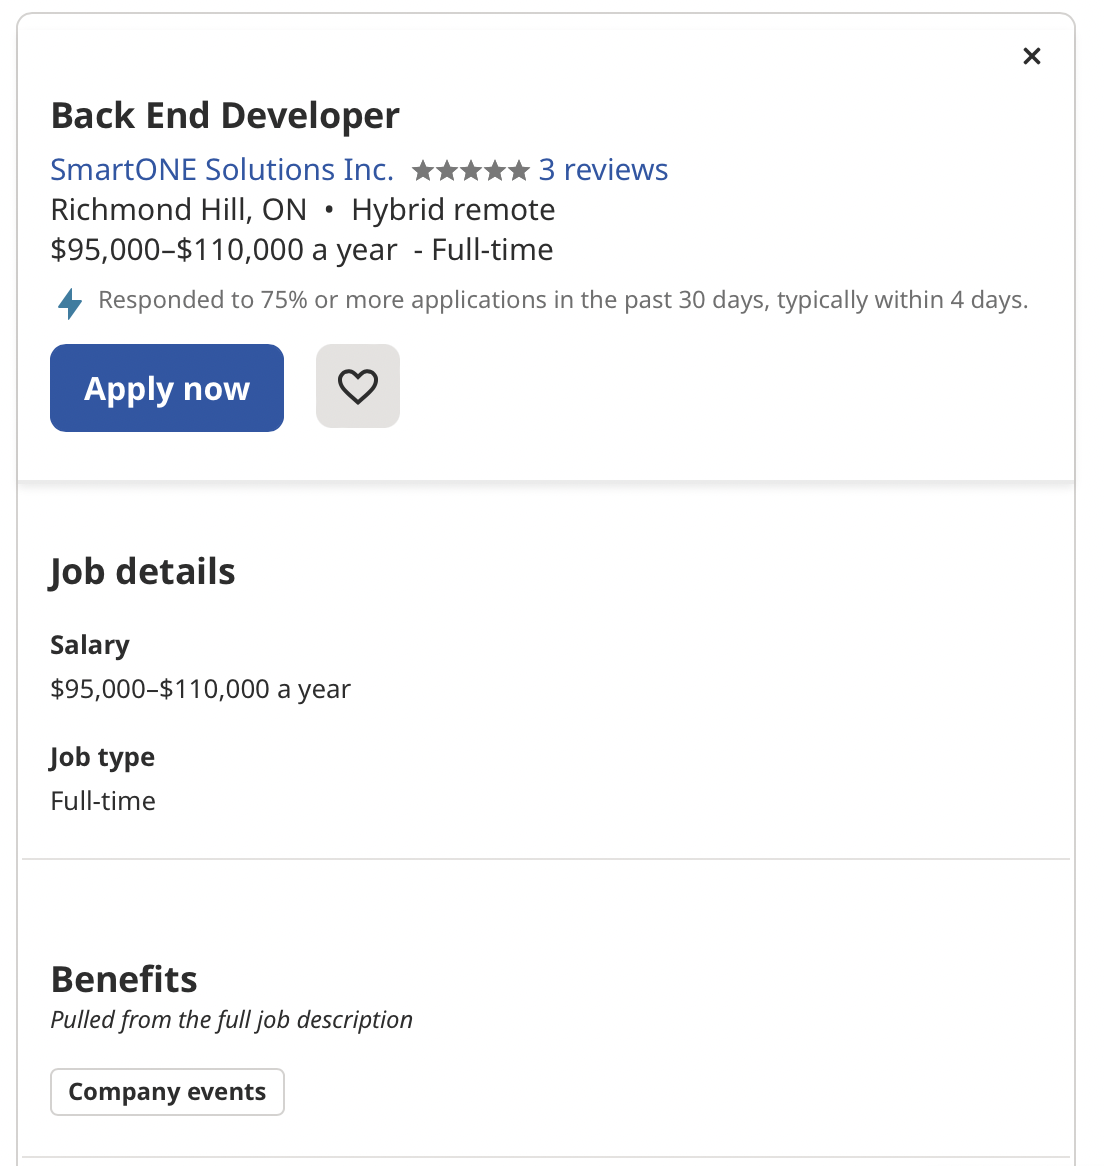 Back End Developer
SmartONE Solutions Inc. ★★★★★ 3 reviews
Richmond Hill, ON • Hybrid remote
$95,000–$110,000 a year - Full-time
Responded to 75% or more applications in the past 30 days, typically within 4 days.
Apply now
Job details
Salary
$95,000–$110,000 a year
Job type
Full-time
Benefits
Pulled from the full job description
Company events